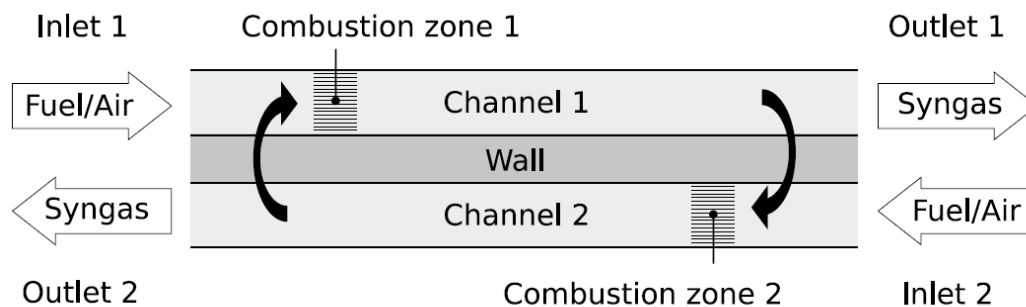 Inlet 1
Combustion zone 1
Outlet 1
Fuel/Air
Channel 1
Syngas
Wall
Syngas
Channel 2
Fuel/Air
Outlet 2
Combustion zone 2
Inlet 2